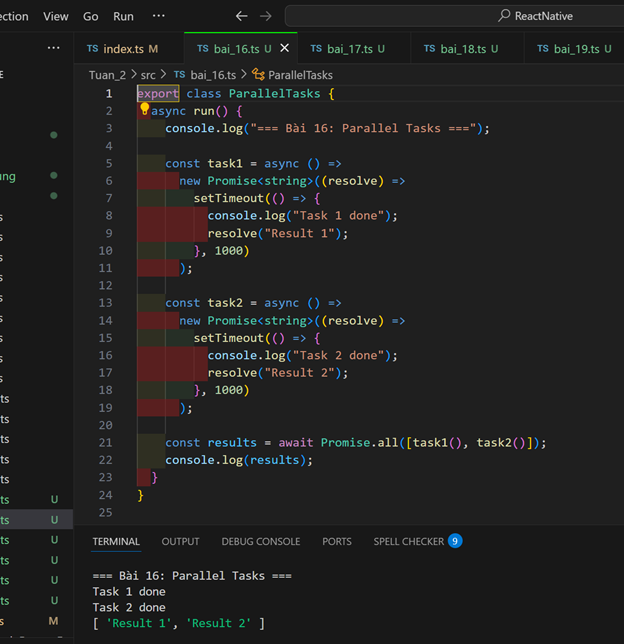 ection View Go Run ··· ← → ReactNative
··· TS index.ts M TS bai_16.ts U × TS bai_17.ts U TS bai_18.ts U TS bai_19.ts U
Tuan_2 > src > TS bai_16.ts > ParallelTasks
1 export class ParallelTasks {
2 async run() {
3 console.log("=== Bài 16: Parallel Tasks ===");
4
5 const task1 = async () =>
6 new Promise<string>((resolve) =>
7 setTimeout(() => {
8 console.log("Task 1 done");
9 resolve("Result 1");
10 }, 1000)
11 );
12
13 const task2 = async () =>
14 new Promise<string>((resolve) =>
15 setTimeout(() => {
16 console.log("Task 2 done");
17 resolve("Result 2");
18 }, 1000)
19 );
20
21 const results = await Promise.all([task1(), task2()]);
22 console.log(results);
23 }
24 }
25
ung
ts
ts
ts
ts
ts
ts U
ts U
ts U
ts U
ts U
ts U
s M
TERMINAL OUTPUT DEBUG CONSOLE PORTS SPELL CHECKER 9
=== Bài 16: Parallel Tasks ===
Task 1 done
Task 2 done
[ 'Result 1', 'Result 2' ]